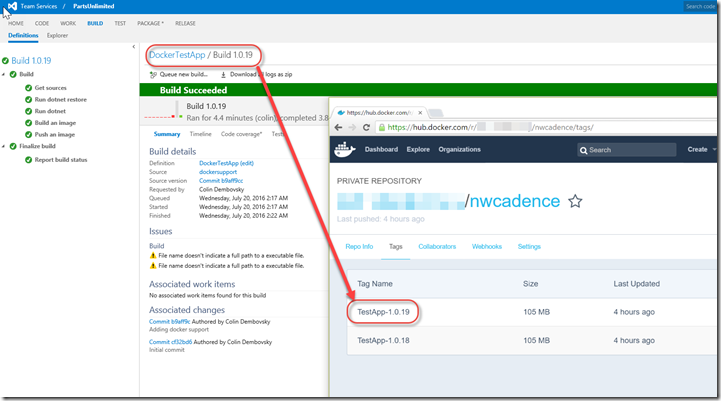 Team Services / PartsUnlimited
Search code
HOME CODE WORK BUILD TEST PACKAGE* RELEASE
Definitions Explorer
Build 1.0.19
Build
Get sources
Run dotnet restore
Run dotnet
Build an image
Push an image
Finalize build
Report build status
DockerTestApp / Build 1.0.19
Queue new build... Download all logs as zip
Build Succeeded
Build 1.0.19
Ran for 4.4 minutes (colin), completed 3.8
Summary Timeline Code coverage* Tests
Build details
Definition DockerTestApp (edit)
Source dockersupport
Source version Commit b9aff9cc
Requested by Colin Dembovsky
Queued Wednesday, July 20, 2016 2:17 AM
Started Wednesday, July 20, 2016 2:17 AM
Finished Wednesday, July 20, 2016 2:22 AM
Issues
Build
File name doesn't indicate a full path to a executable file.
File name doesn't indicate a full path to a executable file.
Associated work items
No associated work items found for this build
Associated changes
Commit b9aff9c Authored by Colin Dembovsky
Adding docker support
Commit cf32bd6 Authored by Colin Dembovsky
Initial commit
https://hub.docker.com/r
https://hub.docker.com/r/ /nwcadence/tags/
Dashboard Explore Organizations Search Create
PRIVATE REPOSITORY
/nwcadence
Last pushed: 4 hours ago
Repo Info Tags Collaborators Webhooks Settings
Tag Name Size Last Updated
TestApp-1.0.19 105 MB 4 hours ago
TestApp-1.0.18 105 MB 4 hours ago